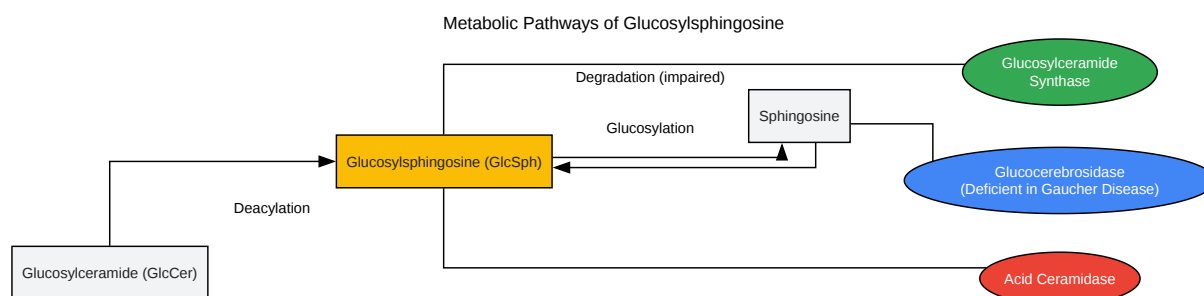 Metabolic Pathways of Glucosylsphingosine
Glucosylceramide
Synthase
Degradation (impaired)
Sphingosine
Glucosylation
Glucosylsphingosine (GlcSph)
Glucocerebrosidase
(Deficient in Gaucher Disease)
Deacylation
Glucosylceramide (GlcCer)
Acid Ceramidase